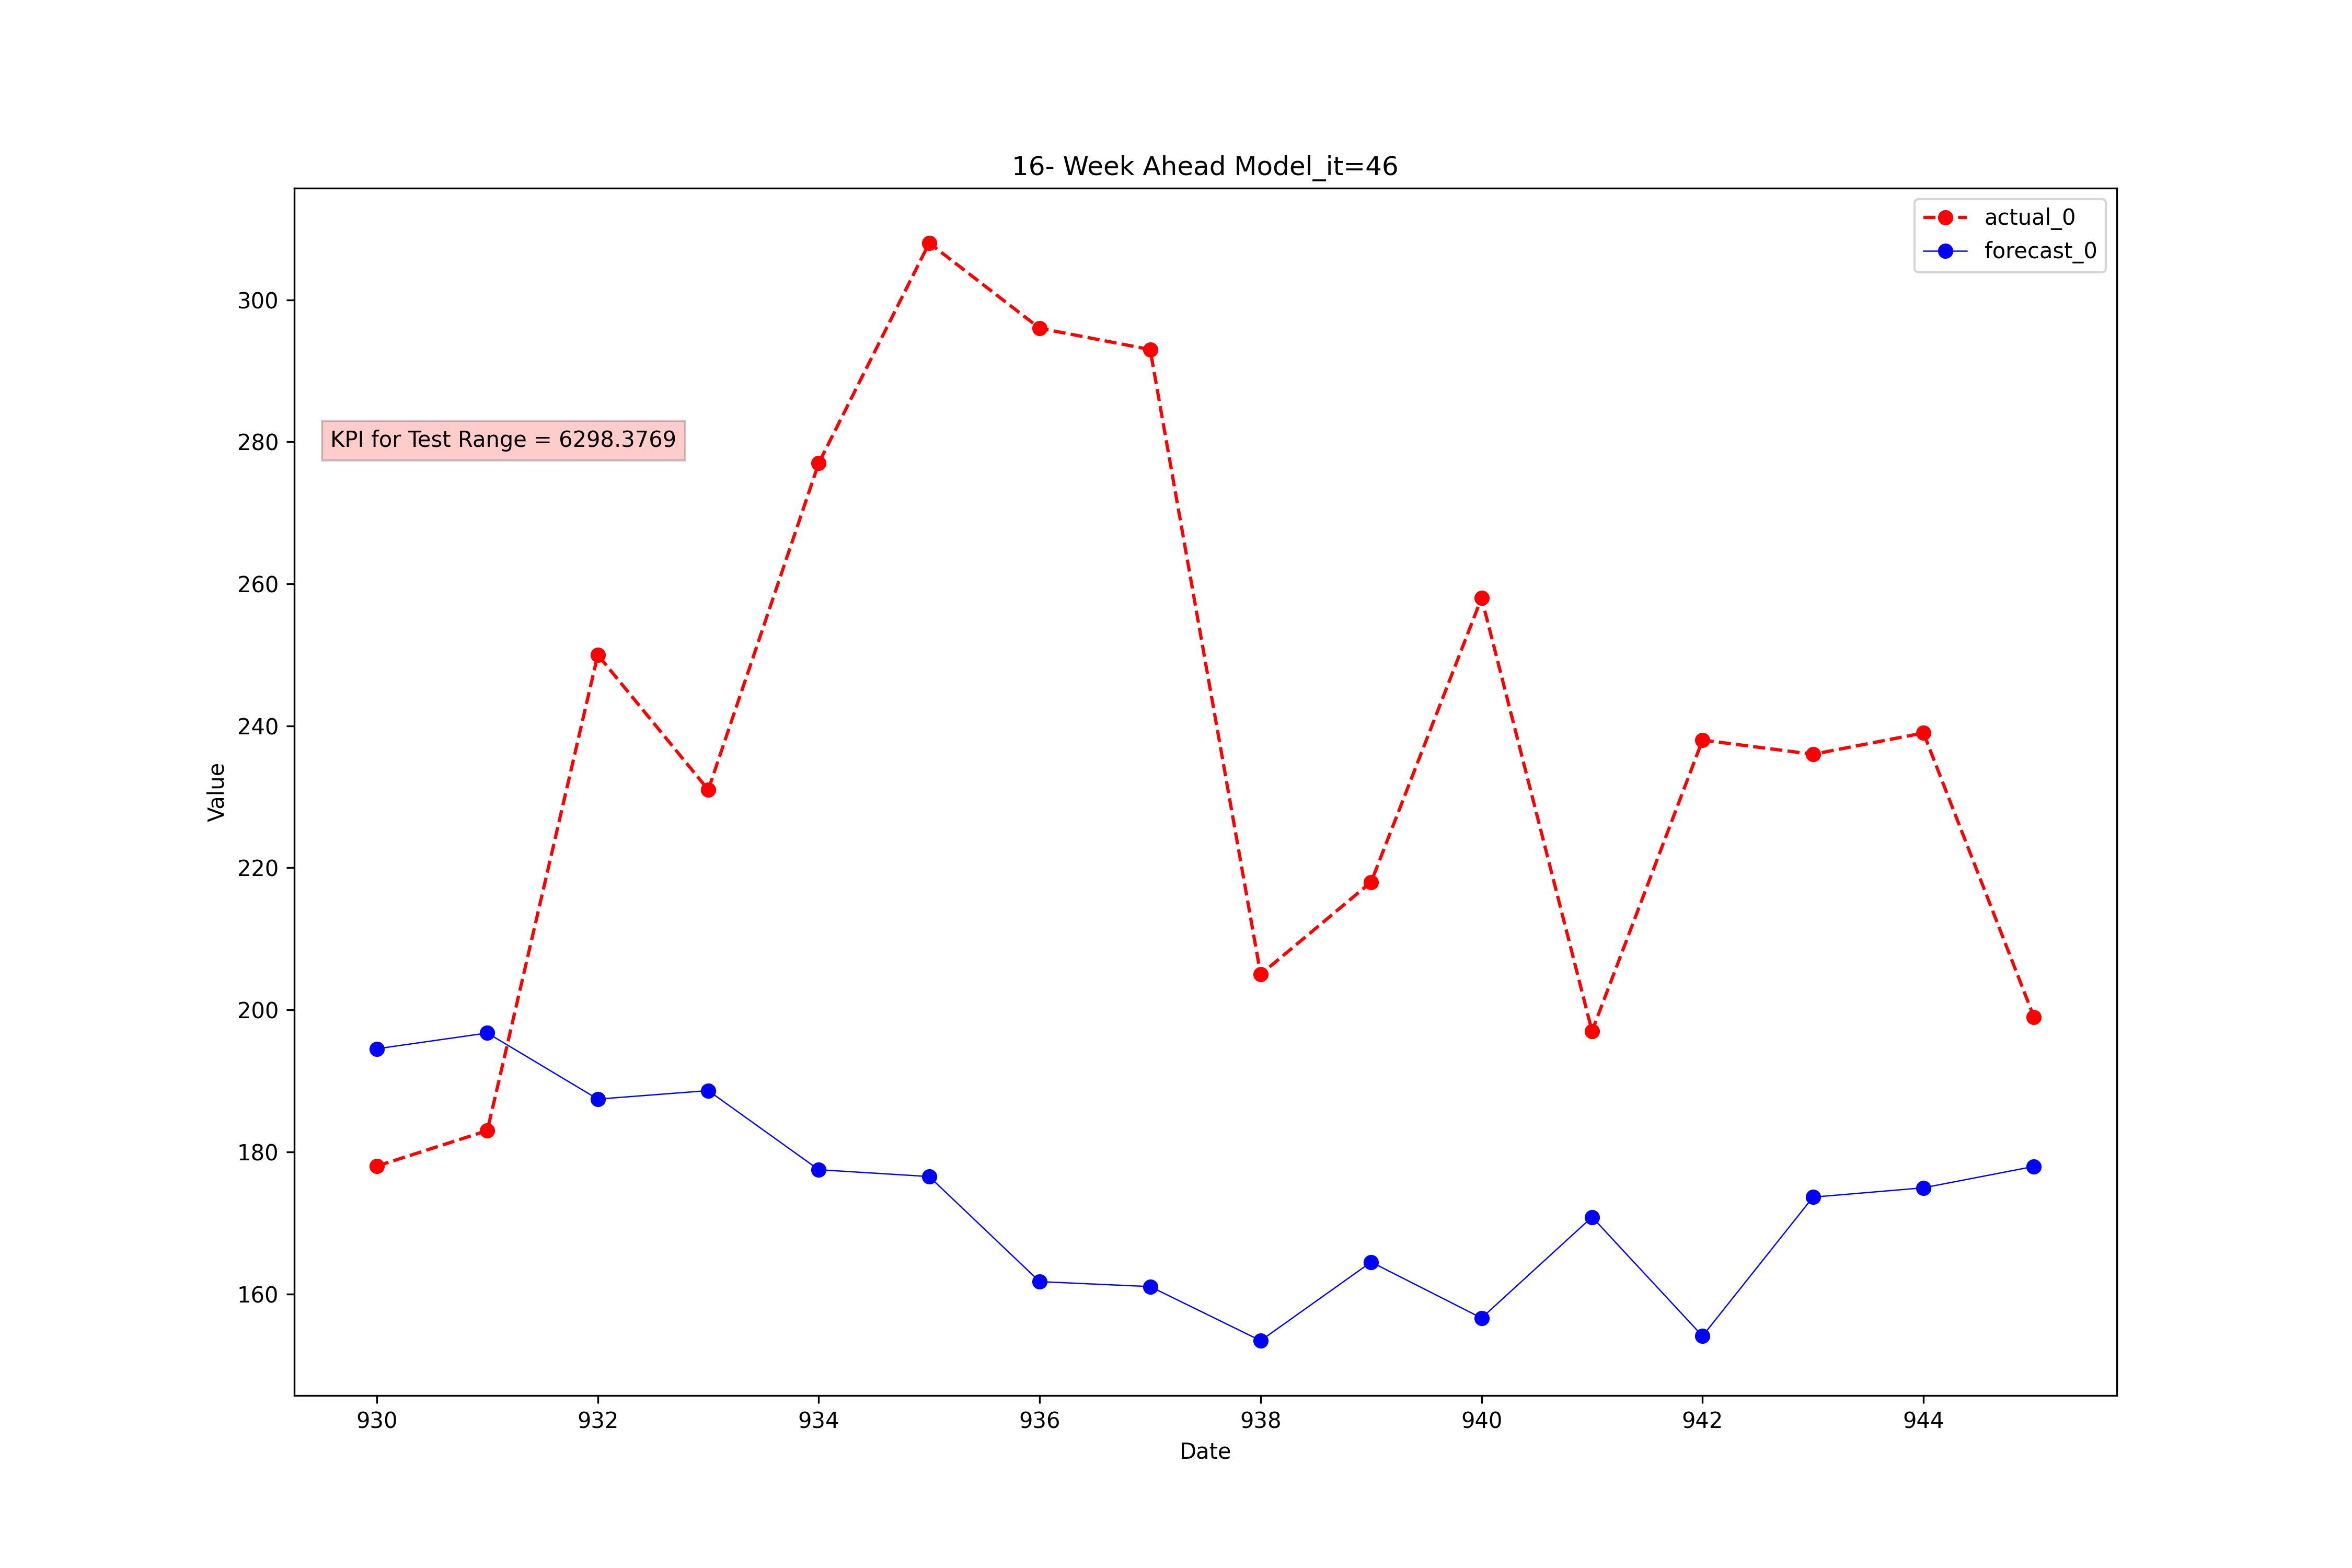 16- Week Ahead Model_it=46
actual_0
forecast_0
KPI for Test Range = 6298.3769
300
280
260
240
220
200
180
160
Value
930 932 934 936 938 940 942 944
Date